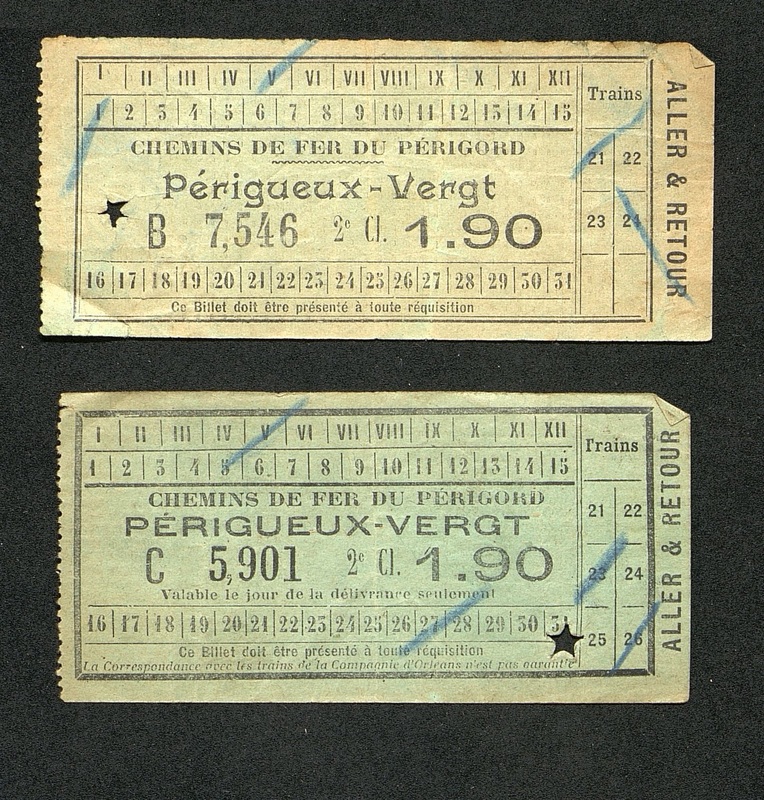 I II III IV V VI VII VIII IX X XI XII
1 2 3 4 5 6 7 8 9 10 11 12 13 14 15
CHEMINS DE FER DU PÉRIGORD
Périgueux-Vergt
B 7,546 2e Cl. 1.90
16 17 18 19 20 21 22 23 24 25 26 27 28 29 30 31
Ce Billet doit être présenté à toute réquisition
Trains
21 22
23 24
ALLER & RETOUR
I II III IV V VI VII VIII IX X XI XII
1 2 3 4 5 6 7 8 9 10 11 12 13 14 15
CHEMINS DE FER DU PÉRIGORD
PÉRIGUEUX-VERGT
C 5,901 2e Cl. 1.90
Valable le jour de la délivrance seulement
16 17 18 19 20 21 22 23 24 25 26 27 28 29 30 31
Ce Billet doit être présenté à toute réquisition
La Correspondance avec les trains de la Compagnie d'Orléans n'est pas garantie
Trains
21 22
23 24
25 26
ALLER & RETOUR